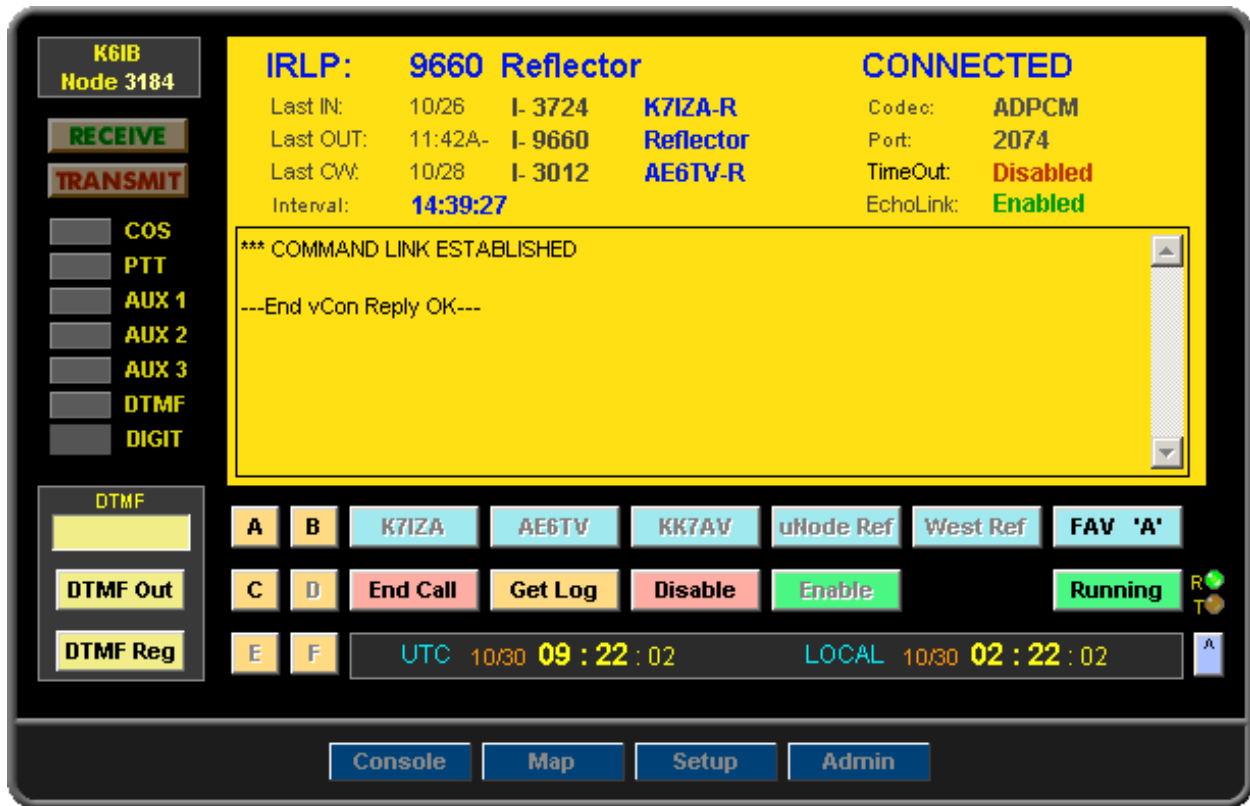 K6IB
Node 3184
RECEIVE
TRANSMIT
COS
PTT
AUX 1
AUX 2
AUX 3
DTMF
DIGIT
IRLP: 9660 Reflector CONNECTED
Last IN: 10/26 I- 3724 K7IZA-R Codec: ADPCM
Last OUT: 11:42A- I- 9660 Reflector Port: 2074
Last CW: 10/28 I- 3012 AE6TV-R TimeOut: Disabled
Interval: 14:39:27 EchoLink: Enabled
*** COMMAND LINK ESTABLISHED
---End vCon Reply OK---
DTMF
DTMF Out
DTMF Reg
A B K7IZA AE6TV KK7AV uNode Ref West Ref FAV 'A'
C D End Call Get Log Disable Enable Running R
T
E F UTC 10/30 09 : 22 : 02 LOCAL 10/30 02 : 22 : 02 A
Console Map Setup Admin